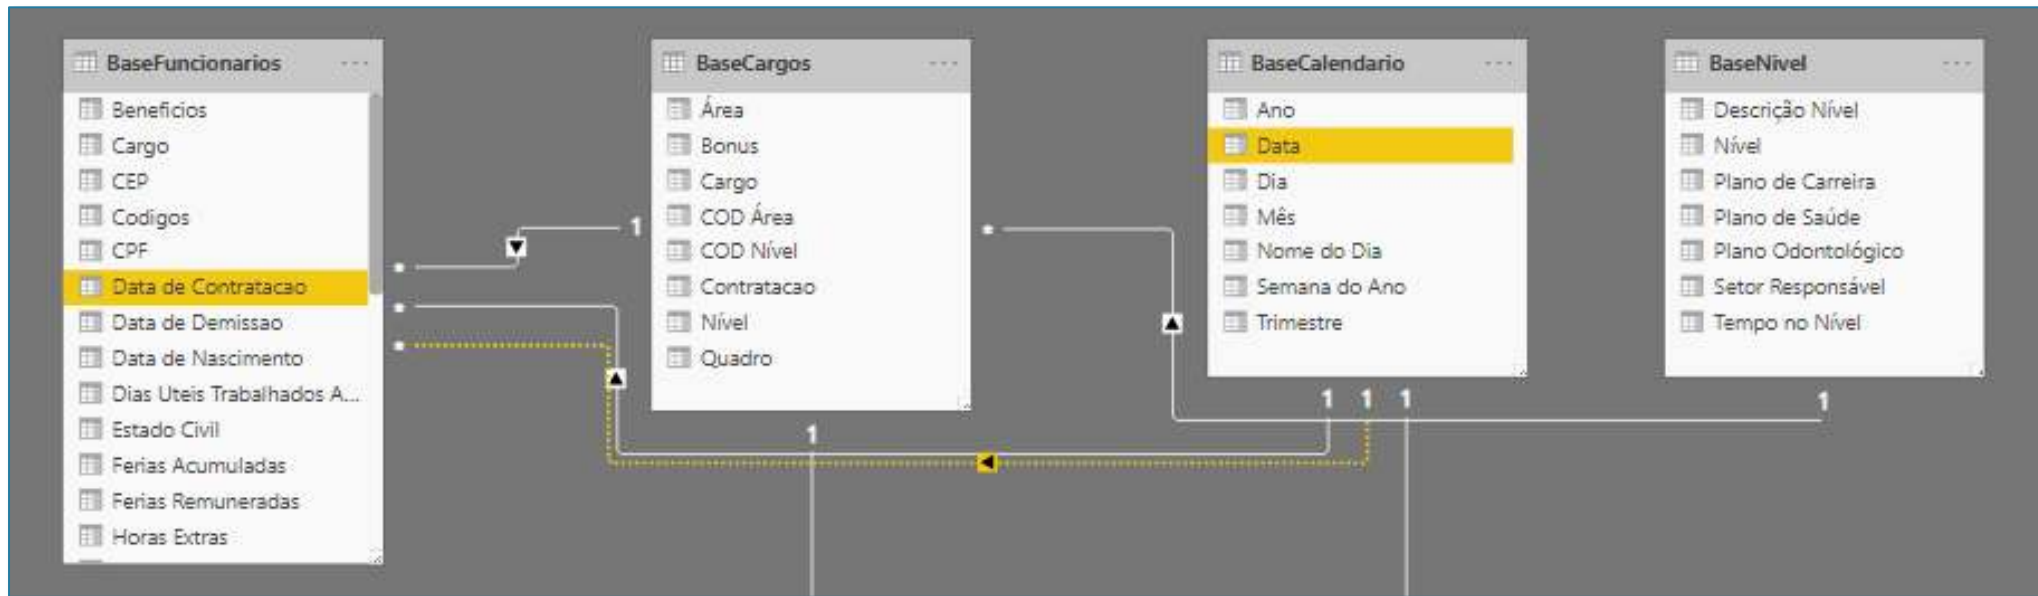 BaseFuncionarios
Beneficios
Cargo
CEP
Codigos
CPF
Data de Contratacao
Data de Demissao
Data de Nascimento
Dias Uteis Trabalhados A...
Estado Civil
Ferias Acumuladas
Ferias Remuneradas
Horas Extras
BaseCargos
Área
Bonus
Cargo
COD Área
COD Nível
Contratacao
Nível
Quadro
BaseCalendario
Ano
Data
Dia
Mês
Nome do Dia
Semana do Ano
Trimestre
BaseNivel
Descrição Nível
Nível
Plano de Carreira
Plano de Saúde
Plano Odontológico
Setor Responsável
Tempo no Nível
1
1
1 1 1
1